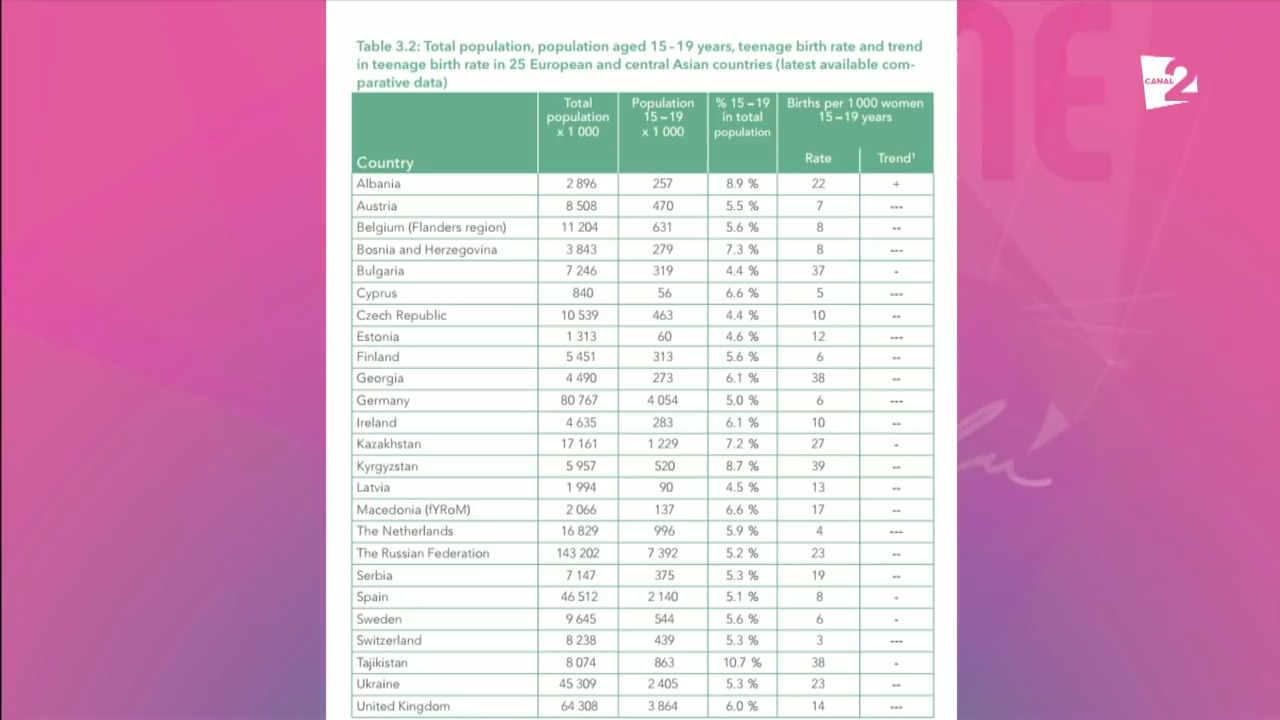 Table 3.2: Total population, population aged 15-19 years, teenage birth rate and trend
in teenage birth rate in 25 European and central Asian countries (latest available com-
parative data)
Country Total population x 1 000 Population 15–19 x 1 000 % 15–19 in total population Births per 1 000 women 15–19 years
Rate Trend¹
Albania 2 896 257 8.9 % 22 +
Austria 8 508 470 5.5 % 7 ---
Belgium (Flanders region) 11 204 631 5.6 % 8 --
Bosnia and Herzegovina 3 843 279 7.3 % 8 ---
Bulgaria 7 246 319 4.4 % 37 -
Cyprus 840 56 6.6 % 5 ---
Czech Republic 10 539 463 4.4 % 10 --
Estonia 1 313 60 4.6 % 12 ---
Finland 5 451 313 5.6 % 6 --
Georgia 4 490 273 6.1 % 38 --
Germany 80 767 4 054 5.0 % 6 ---
Ireland 4 635 283 6.1 % 10 --
Kazakhstan 17 161 1 229 7.2 % 27 -
Kyrgyzstan 5 957 520 8.7 % 39 --
Latvia 1 994 90 4.5 % 13 --
Macedonia (fYRoM) 2 066 137 6.6 % 17 --
The Netherlands 16 829 996 5.9 % 4 ---
The Russian Federation 143 202 7 392 5.2 % 23 --
Serbia 7 147 375 5.3 % 19 --
Spain 46 512 2 140 5.1 % 8 -
Sweden 9 645 544 5.6 % 6 -
Switzerland 8 238 439 5.3 % 3 ---
Tajikistan 8 074 863 10.7 % 38 -
Ukraine 45 309 2 405 5.3 % 23 --
United Kingdom 64 308 3 864 6.0 % 14 ---
CANAL 2